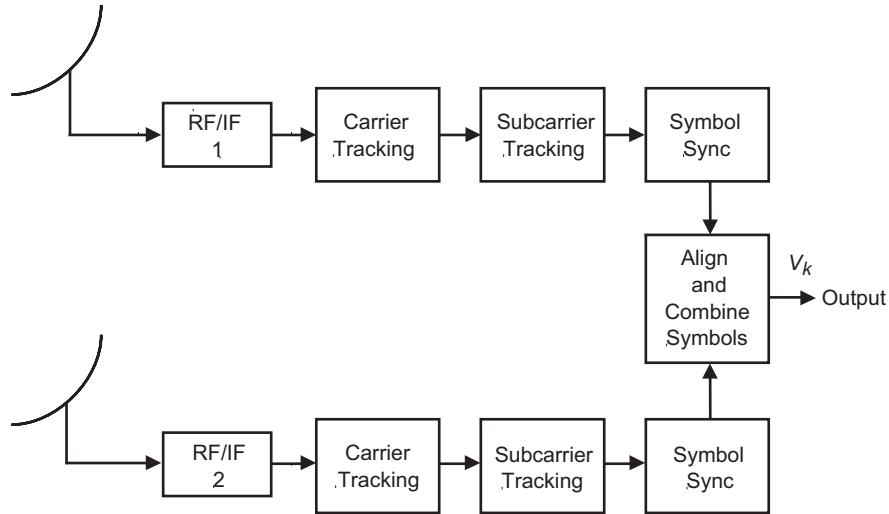 RF/IF
1
Carrier
Tracking
Subcarrier
Tracking
Symbol
Sync
Align
and
Combine
Symbols
V_k
Output
RF/IF
2
Carrier
Tracking
Subcarrier
Tracking
Symbol
Sync